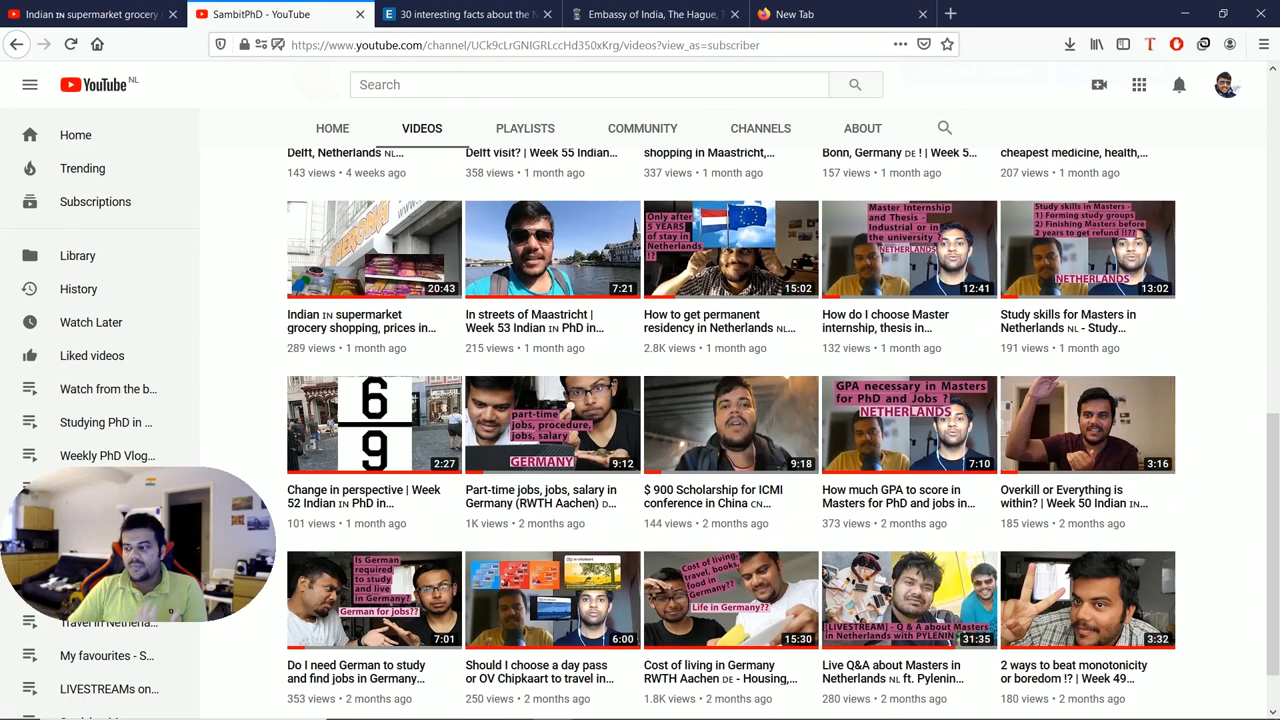 Indian ɪɴ supermarket grocery s
SambitPhD - YouTube
30 interesting facts about the N
Embassy of India, The Hague, T
New Tab
https://www.youtube.com/channel/UCk9cLrGNIGRLccHd350xKrg/videos?view_as=subscriber
YouTube NL
Search
HOME
VIDEOS
PLAYLISTS
COMMUNITY
CHANNELS
ABOUT
Home
Trending
Subscriptions
Library
History
Watch Later
Liked videos
Watch from the b...
Studying PhD in ...
Weekly PhD Vlog...
Travel in Netherla...
My favourites - S...
LIVESTREAMs on...
Delft, Netherlands ɴʟ...
143 views • 4 weeks ago
Delft visit? | Week 55 Indian...
358 views • 1 month ago
shopping in Maastricht,...
337 views • 1 month ago
Bonn, Germany ᴅᴇ ! | Week 5...
157 views • 1 month ago
cheapest medicine, health,...
207 views • 1 month ago
20:43
Indian ɪɴ supermarket
grocery shopping, prices in...
289 views • 1 month ago
7:21
In streets of Maastricht |
Week 53 Indian ɪɴ PhD in...
215 views • 1 month ago
Only after
5 YEARS
of stay in
Netherlands
!?
15:02
How to get permanent
residency in Netherlands ɴʟ...
2.8K views • 1 month ago
Master Internship
and Thesis -
Industrial or in
the university ?
NETHERLANDS
12:41
How do I choose Master
internship, thesis in...
132 views • 1 month ago
Study skills in Masters -
1) Forming study groups
2) Finishing Masters before
2 years to get refund !!??
NETHERLANDS
13:02
Study skills for Masters in
Netherlands ɴʟ - Study...
191 views • 1 month ago
6
9
2:27
Change in perspective | Week
52 Indian ɪɴ PhD in...
101 views • 1 month ago
part-time
jobs, procedure,
jobs, salary
GERMANY
9:12
Part-time jobs, jobs, salary in
Germany (RWTH Aachen) ᴅ...
1K views • 2 months ago
9:18
$ 900 Scholarship for ICMI
conference in China ᴄɴ...
144 views • 2 months ago
GPA necessary in Masters
for PhD and Jobs ?
NETHERLANDS
7:10
How much GPA to score in
Masters for PhD and jobs in...
373 views • 2 months ago
3:16
Overkill or Everything is
within? | Week 50 Indian ɪɴ...
185 views • 2 months ago
Is German
required
to study
and live
in Germany?
German for jobs??
7:01
Do I need German to study
and find jobs in Germany...
353 views • 2 months ago
6:00
Should I choose a day pass
or OV Chipkaart to travel in...
250 views • 2 months ago
Cost of living,
travel, books,
food in
Germany??
Life in Germany??
15:30
Cost of living in Germany
RWTH Aachen ᴅᴇ - Housing,...
1.8K views • 2 months ago
[LIVESTREAM] - Q & A about Masters
in Netherlands with PYLENIN
31:35
Live Q&A about Masters in
Netherlands ɴʟ ft. Pylenin...
280 views • 2 months ago
3:32
2 ways to beat monotonicity
or boredom !? | Week 49...
180 views • 2 months ago